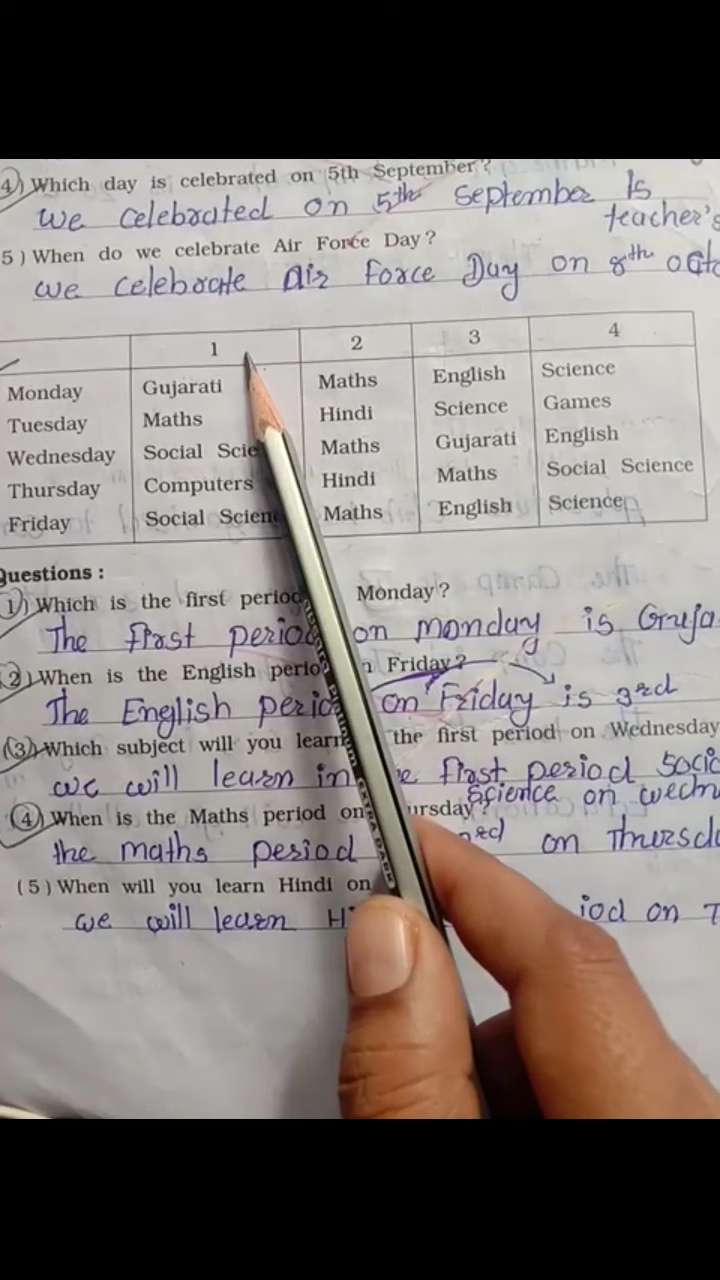 4) Which day is celebrated on 5th September?
we celebrated on 5th September Is
teacher's
5) When do we celebrate Air Force Day?
we celebrate Air Force Day on 8th
1 2 3 4
Monday Gujarati Maths English Science
Tuesday Maths Hindi Science Games
Wednesday Social Maths Gujarati English
Thursday Computers Hindi Maths Social Science
Friday Social Maths English Science
Questions :
1) Which is the first Monday?
The first on monday is
2) When is the English Friday?
The English on Friday is 3rd
(3) Which subject will you learn the first period on Wednesday
we will learn in first period
Science on
(4) When is the Maths period on
the maths period on
(5) When will you learn Hindi on
we will learn on
Platinum EXTRA DARK